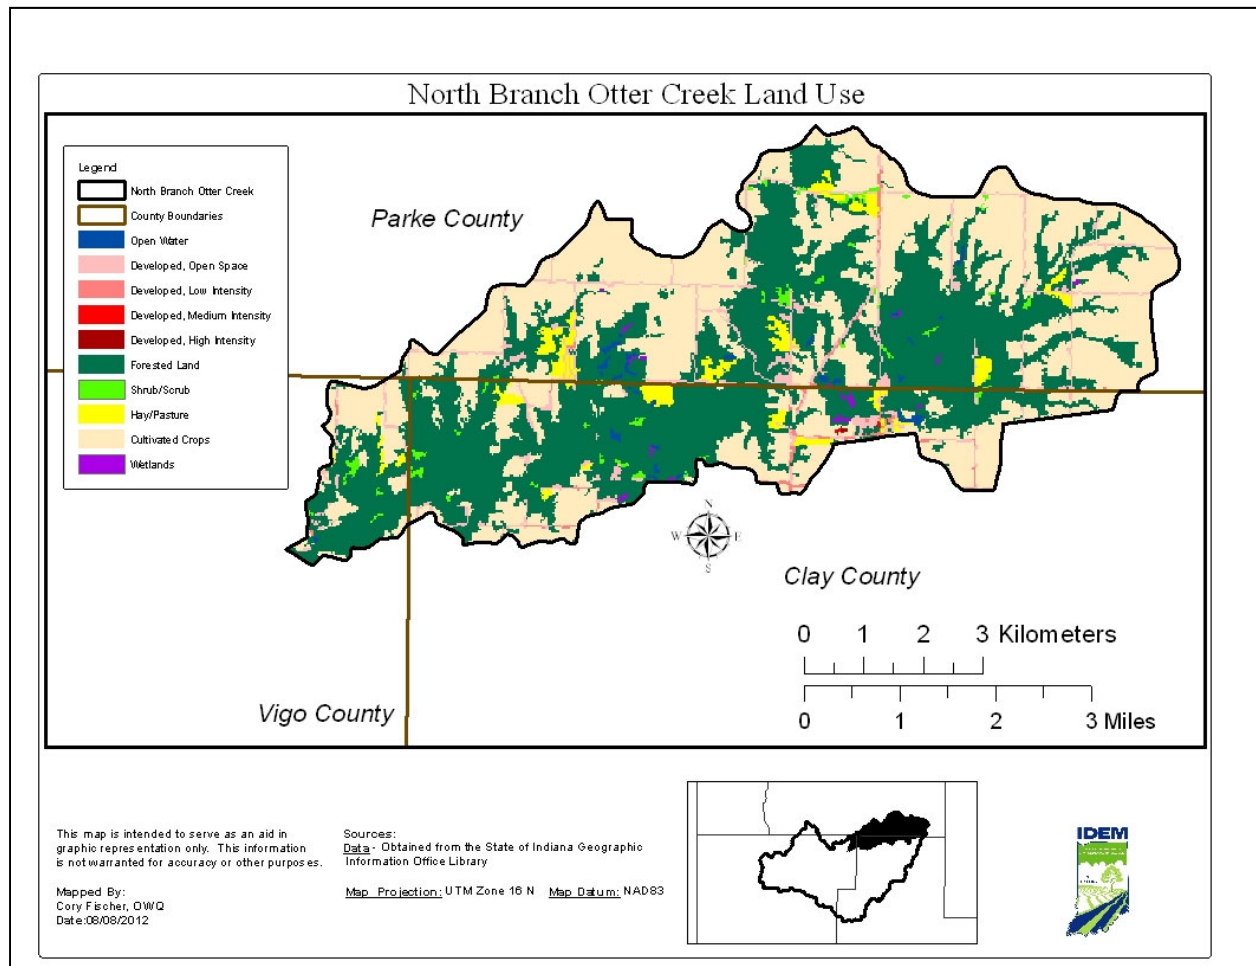 North Branch Otter Creek Land Use
Legend
North Branch Otter Creek
County Boundaries
Open Water
Developed, Open Space
Developed, Low Intensity
Developed, Medium Intensity
Developed, High Intensity
Forested Land
Shrub/Scrub
Hay/Pasture
Cultivated Crops
Wetlands
Parke County
N
W E
S
Clay County
0 1 2 3 Kilometers
0 1 2 3 Miles
Vigo County
This map is intended to serve as an aid in
graphic representation only. This information
is not warranted for accuracy or other purposes.
Mapped By:
Cory Fischer, OWQ
Date:08/08/2012
Sources:
Data - Obtained from the State of Indiana Geographic
Information Office Library
Map Projection: UTM Zone 16 N Map Datum: NAD83
IDEM